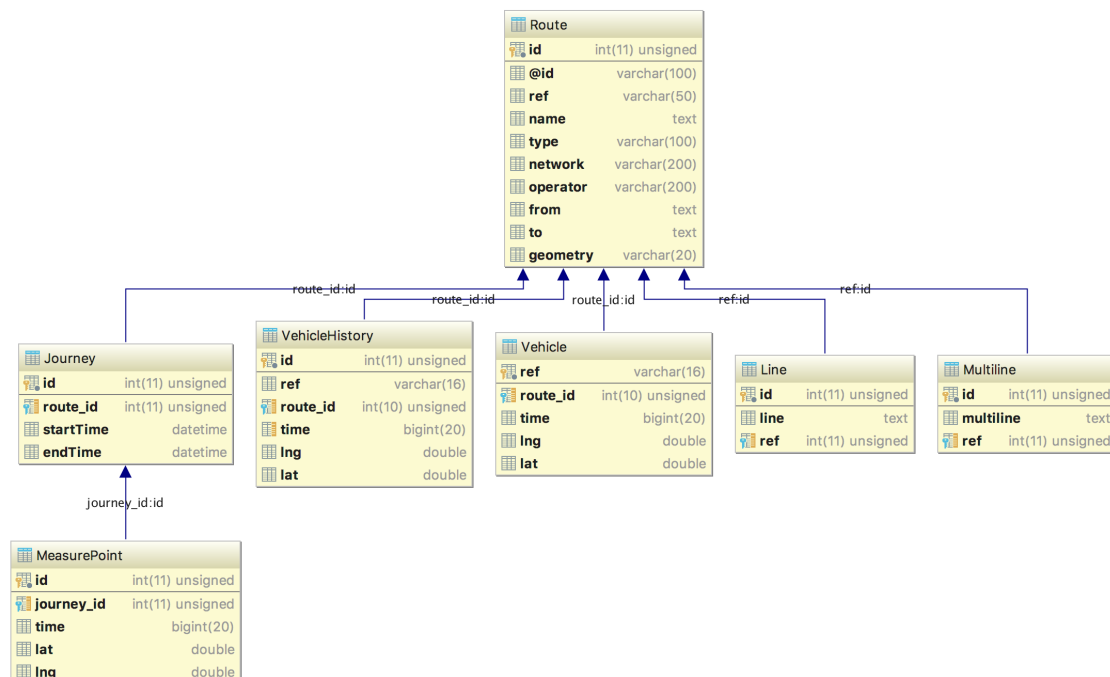 Route
id int(11) unsigned
@id varchar(100)
ref varchar(50)
name text
type varchar(100)
network varchar(200)
operator varchar(200)
from text
to text
geometry varchar(20)
route_id:id
route_id:id
route_id:id
ref:id
ref:id
Journey
id int(11) unsigned
route_id int(11) unsigned
startTime datetime
endTime datetime
VehicleHistory
id int(11) unsigned
ref varchar(16)
route_id int(10) unsigned
time bigint(20)
lng double
lat double
Vehicle
ref varchar(16)
route_id int(10) unsigned
time bigint(20)
lng double
lat double
Line
id int(11) unsigned
line text
ref int(11) unsigned
Multiline
id int(11) unsigned
multiline text
ref int(11) unsigned
journey_id:id
MeasurePoint
id int(11) unsigned
journey_id int(11) unsigned
time bigint(20)
lat double
lng double